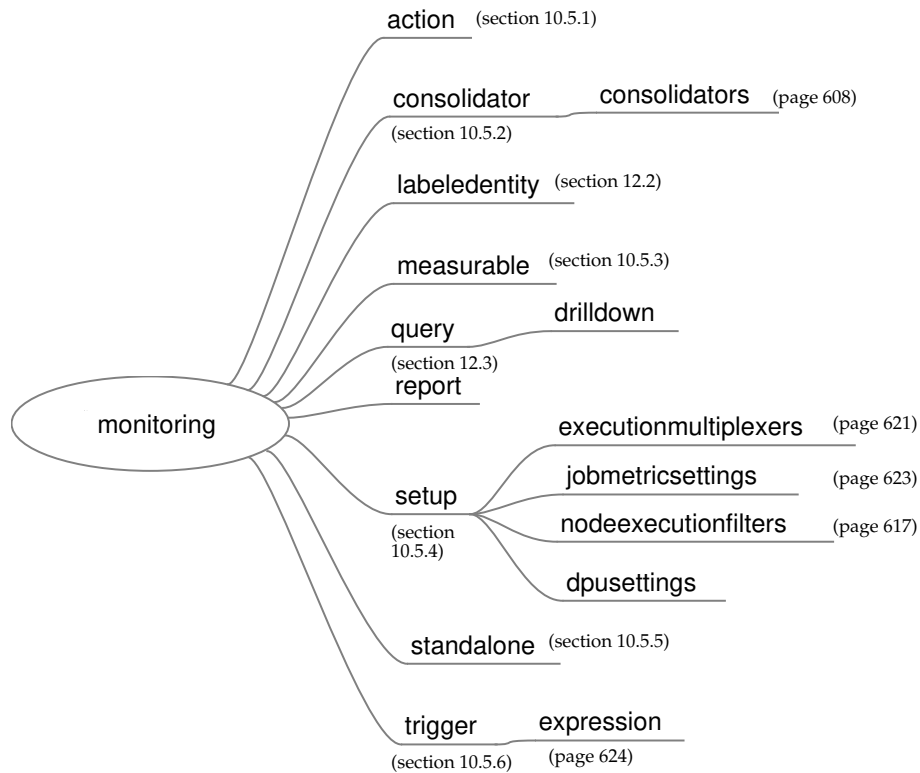 action (section 10.5.1)
consolidator consolidators (page 608)
(section 10.5.2)
labeledentity (section 12.2)
measurable (section 10.5.3)
query drilldown
(section 12.3)
report
monitoring
executionmultiplexers (page 621)
jobmetricsettings (page 623)
setup
(section
10.5.4)
nodeexecutionfilters (page 617)
dpusettings
standalone (section 10.5.5)
trigger expression
(section 10.5.6) (page 624)